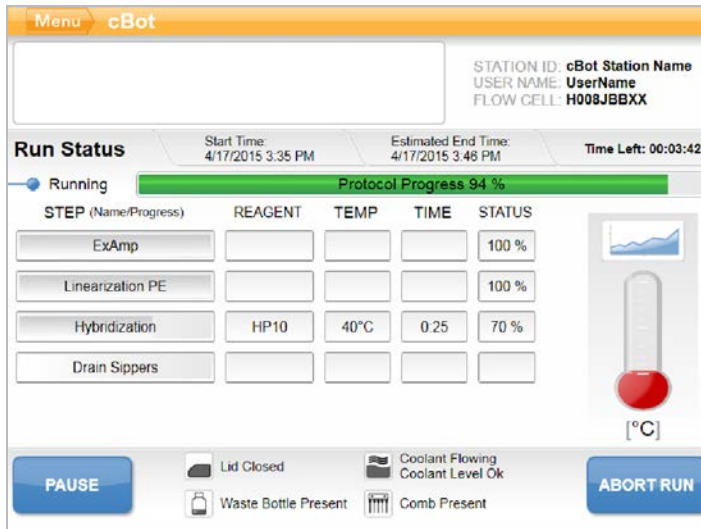 Menu cBot
STATION ID: cBot Station Name
USER NAME: UserName
FLOW CELL: H008JBBXX
Run Status
Start Time:
4/17/2015 3:35 PM
Estimated End Time:
4/17/2015 3:46 PM
Time Left: 00:03:42
Running
Protocol Progress 94 %
STEP (Name/Progress) REAGENT TEMP TIME STATUS
ExAmp 100 %
Linearization PE 100 %
Hybridization HP10 40°C 0:25 70 %
Drain Sippers
[°C]
PAUSE
Lid Closed
Coolant Flowing
Coolant Level Ok
Waste Bottle Present
Comb Present
ABORT RUN